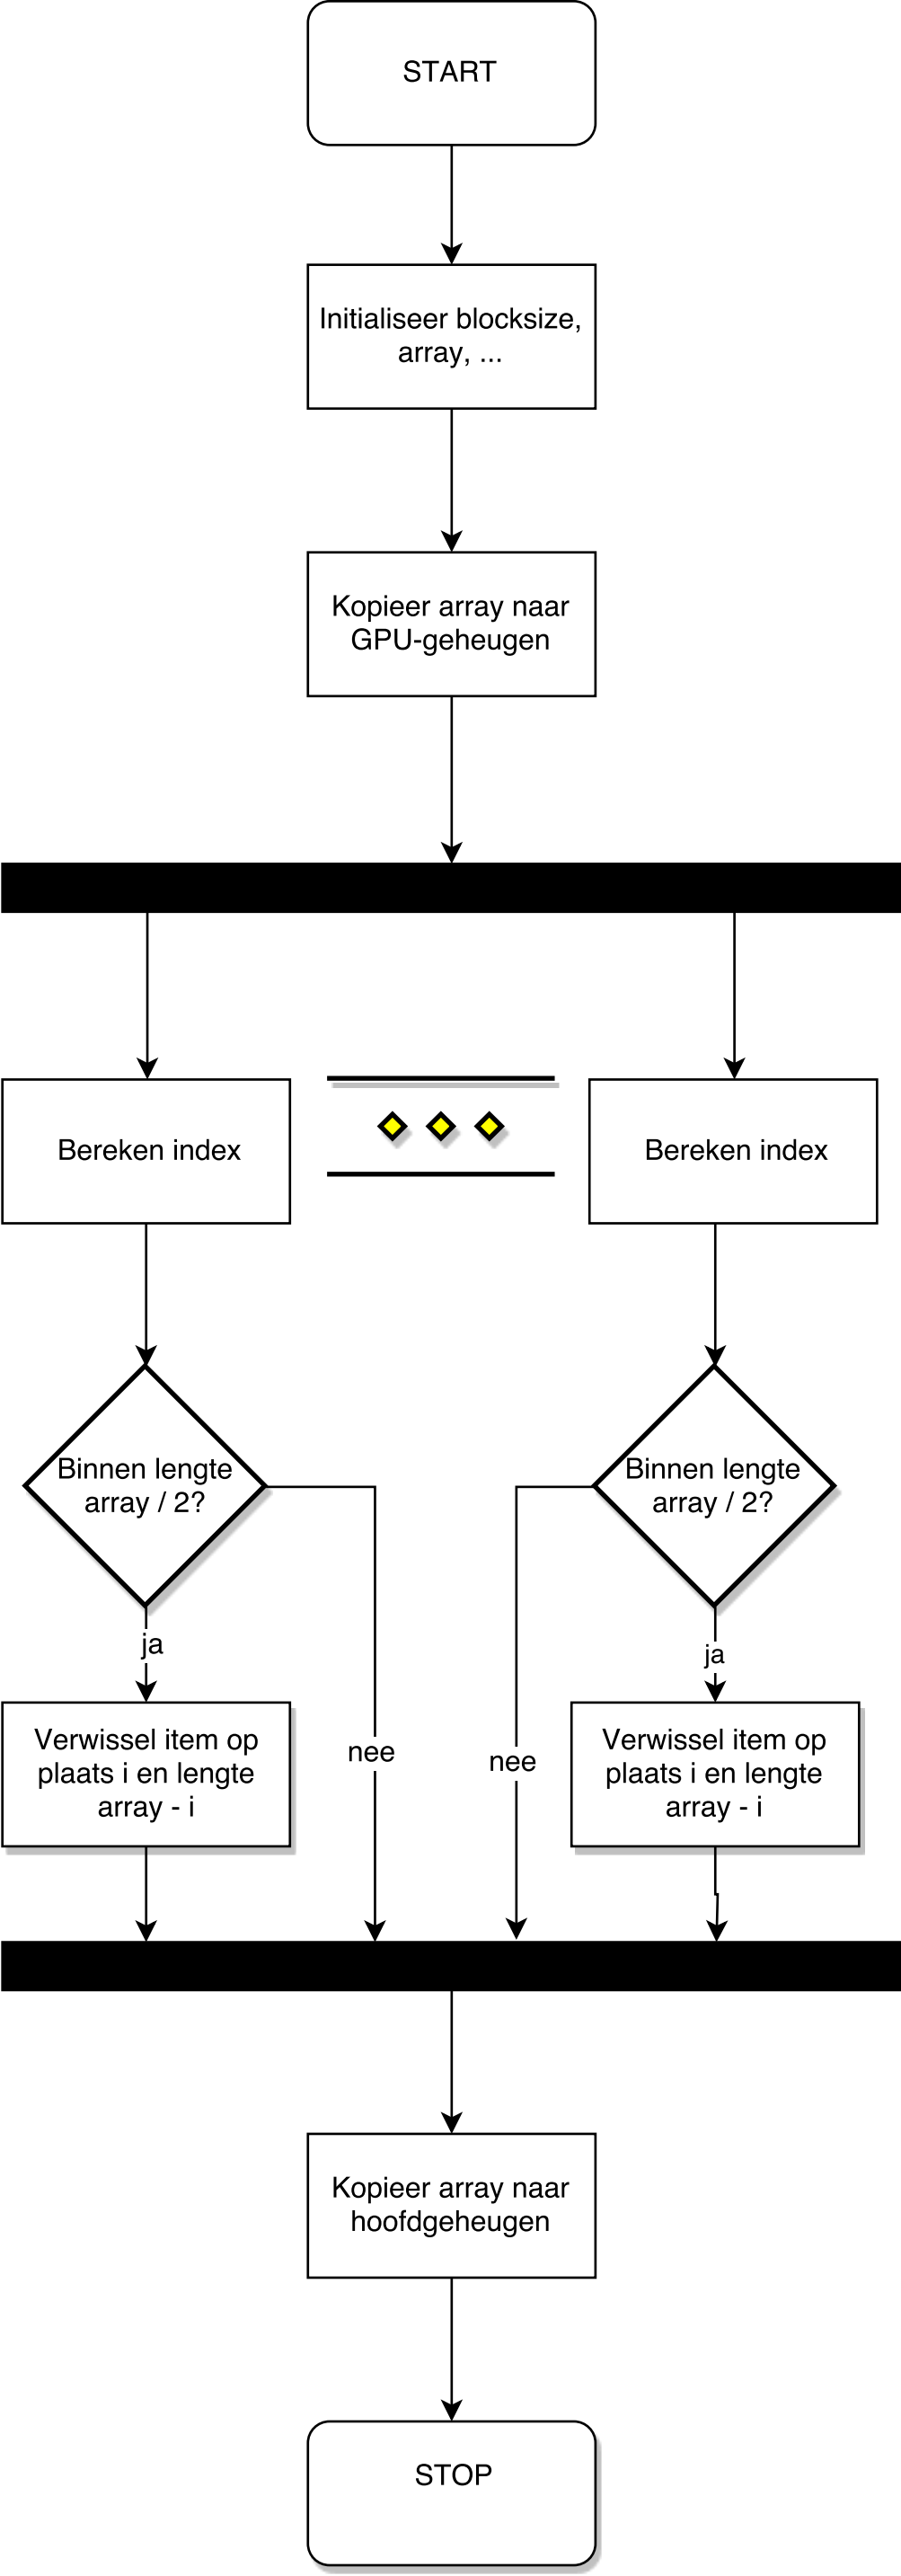 START
Initialiseer blocksize,
array, ...
Kopieer array naar
GPU-geheugen
Bereken index
Bereken index
Binnen lengte
array / 2?
Binnen lengte
array / 2?
ja
ja
Verwissel item op
plaats i en lengte
array - i
nee
nee
Verwissel item op
plaats i en lengte
array - i
Kopieer array naar
hoofdgeheugen
STOP